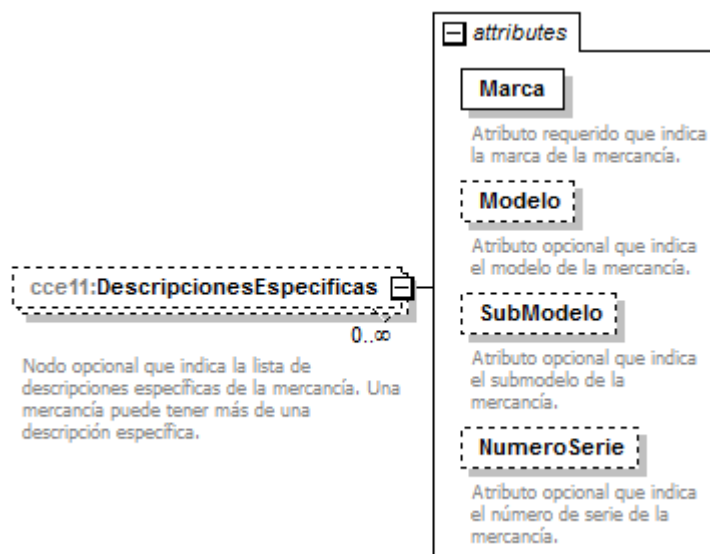 attributes
Marca
Atributo requerido que indica
la marca de la mercancía.
Modelo
Atributo opcional que indica
el modelo de la mercancía.
cce11:DescripcionesEspecificas
0..∞
Nodo opcional que indica la lista de
descripciones específicas de la mercancía. Una
mercancía puede tener más de una
descripción específica.
SubModelo
Atributo opcional que indica
el submodelo de la
mercancía.
NumeroSerie
Atributo opcional que indica
el número de serie de la
mercancía.